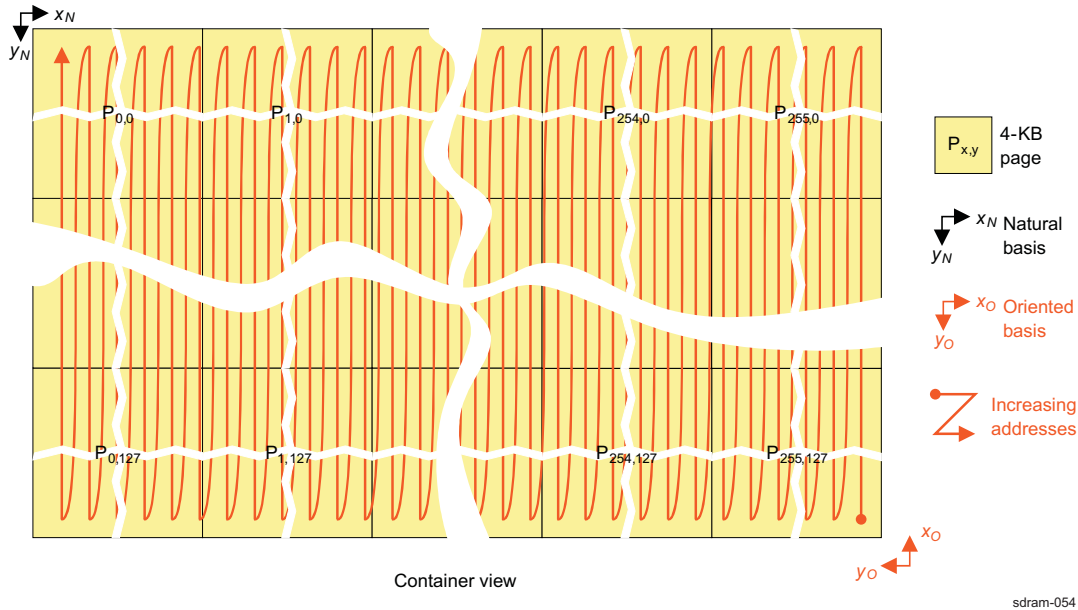 x_N
y_N
P_0,0 P_1,0 P_254,0 P_255,0
P_0,127 P_1,127 P_254,127 P_255,127
x_O
y_O
Container view
P_x,y 4-KB
page
x_N Natural
y_N basis
x_O Oriented
y_O basis
Increasing
addresses
sdram-054